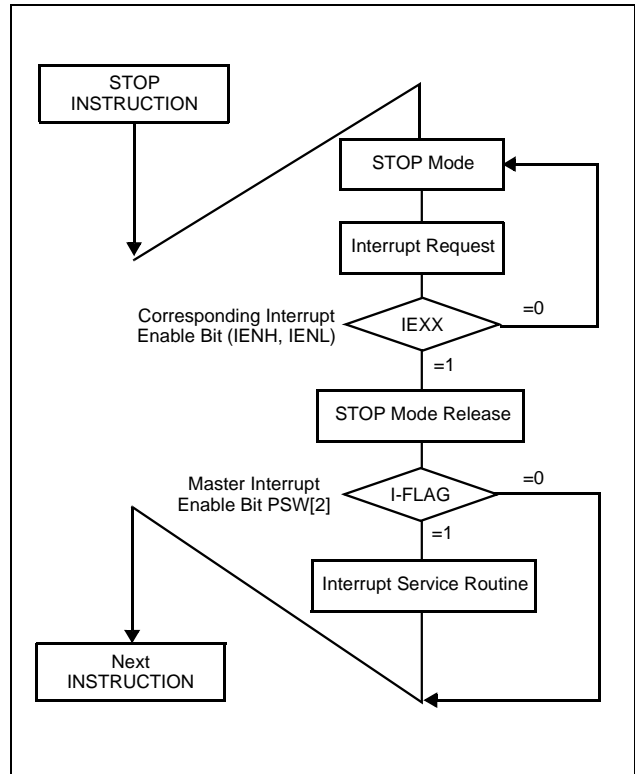 STOP
INSTRUCTION
STOP Mode
Interrupt Request
Corresponding Interrupt
Enable Bit (IENH, IENL)
IEXX
=0
=1
STOP Mode Release
Master Interrupt
Enable Bit PSW[2]
I-FLAG
=0
=1
Interrupt Service Routine
Next
INSTRUCTION